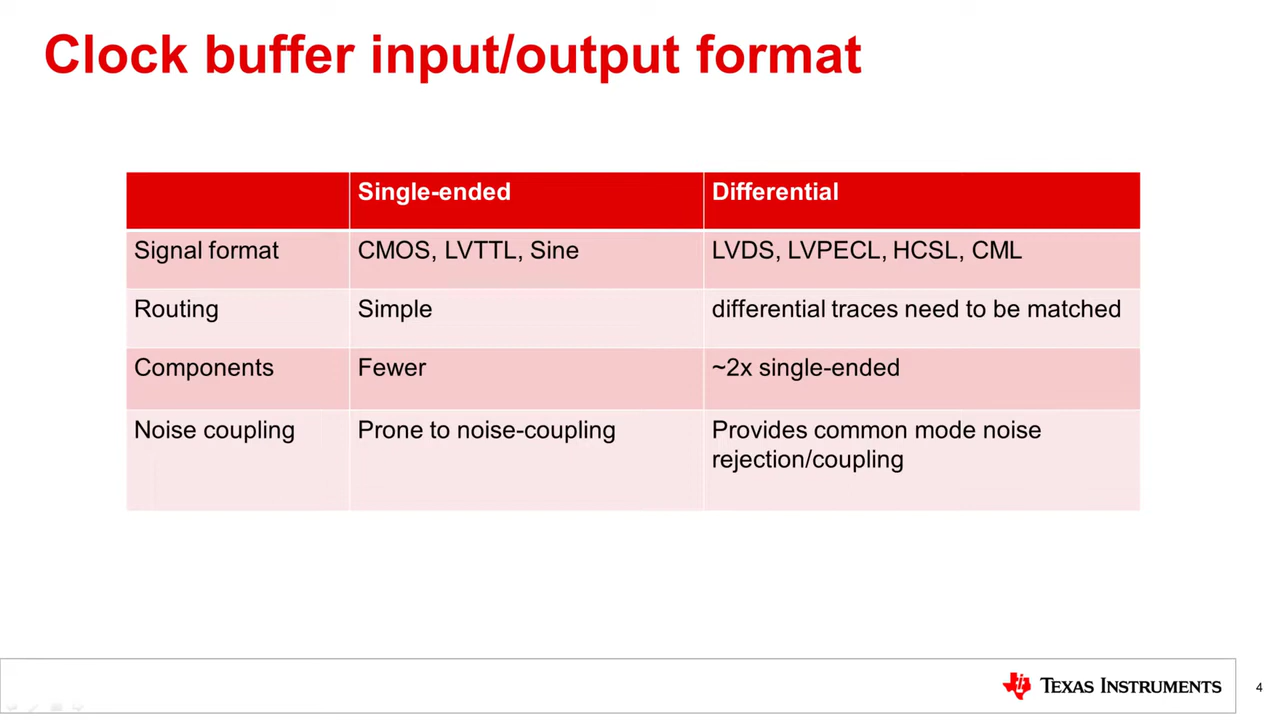 Clock buffer input/output format
Single-ended
Differential
Signal format
CMOS, LVTTL, Sine
LVDS, LVPECL, HCSL, CML
Routing
Simple
differential traces need to be matched
Components
Fewer
~2x single-ended
Noise coupling
Prone to noise-coupling
Provides common mode noise
rejection/coupling
TEXAS INSTRUMENTS
4